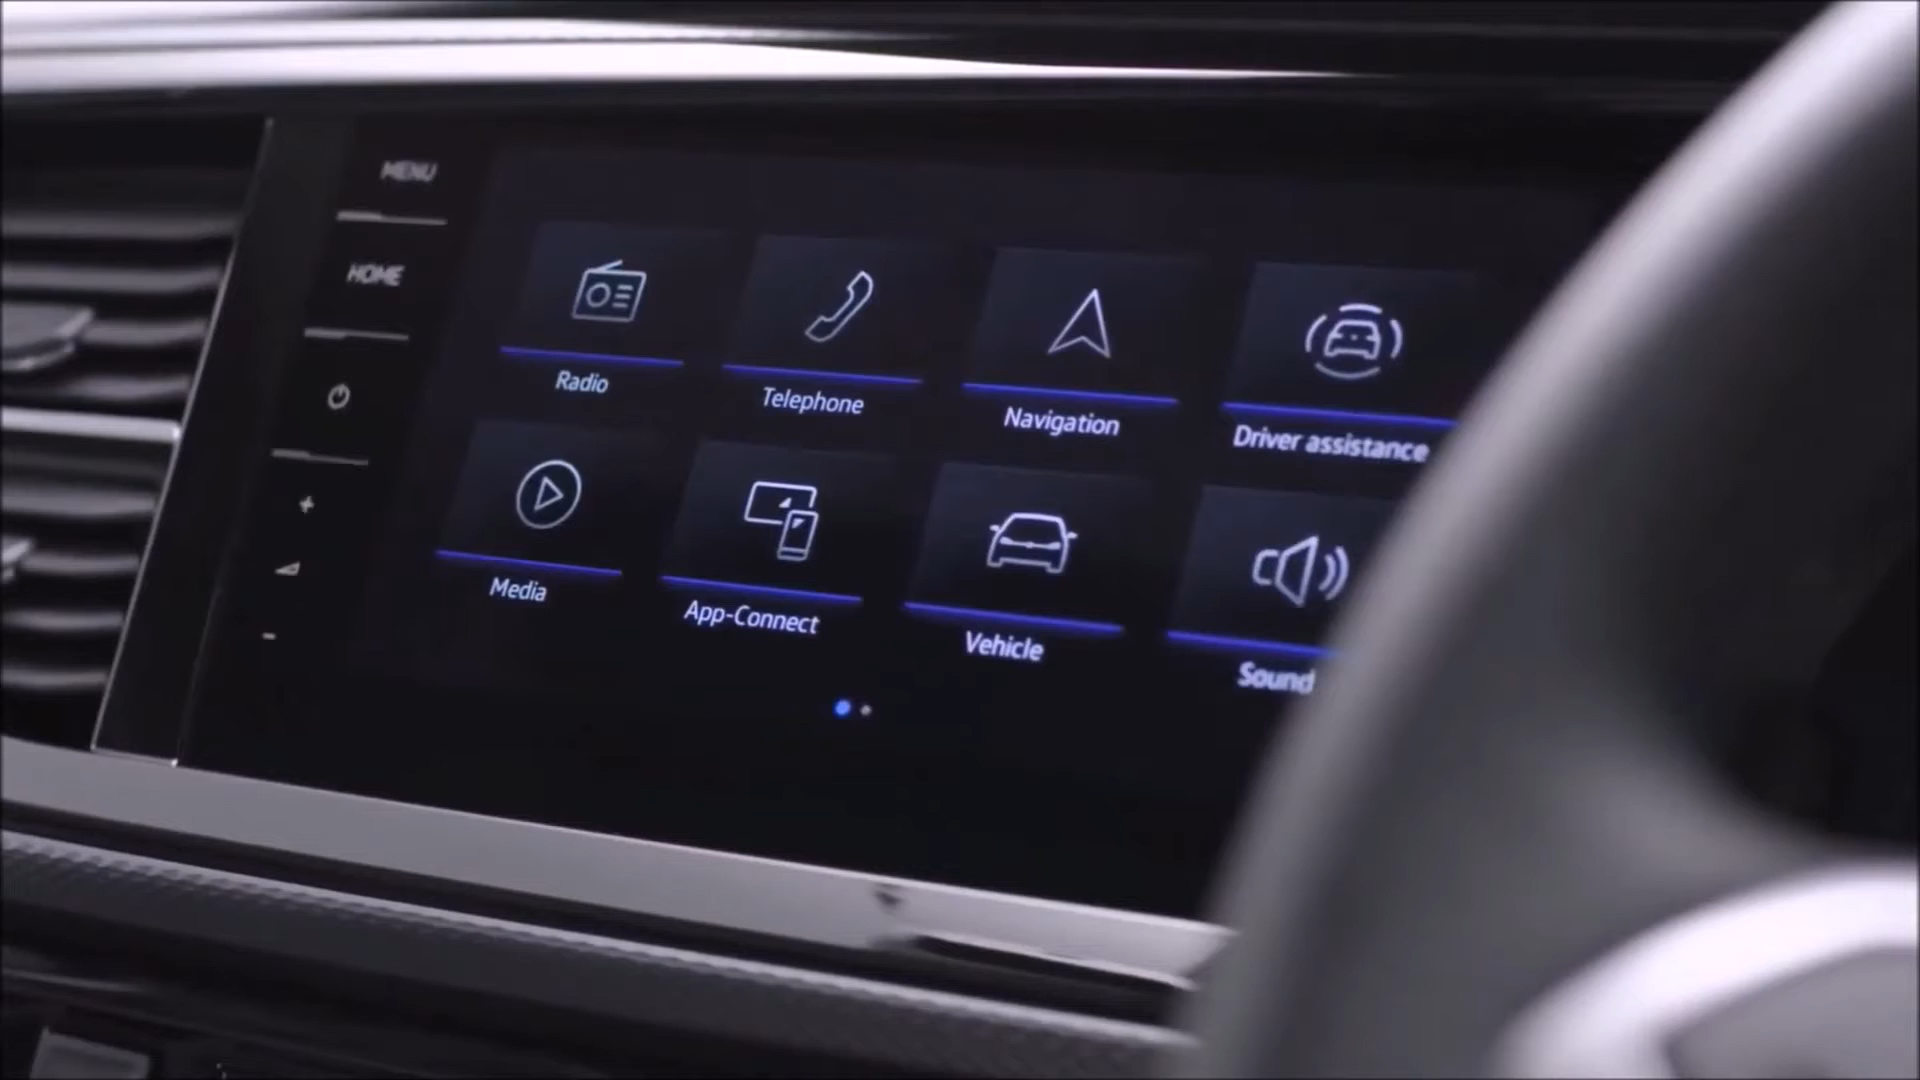 MENU
HOME
Radio
Telephone
Navigation
Driver assistance
Media
App-Connect
Vehicle
Sound